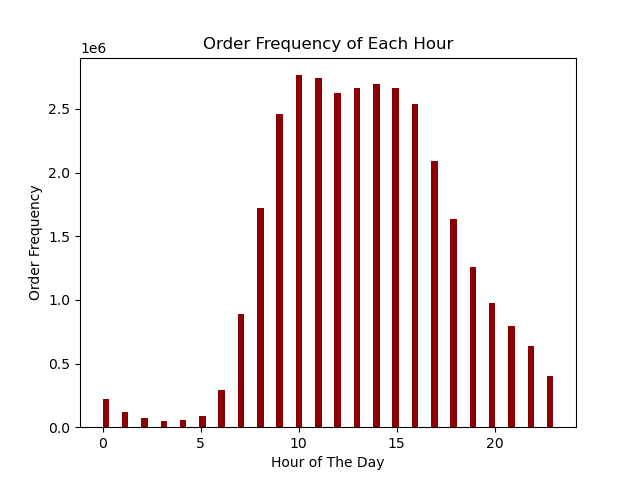 Order Frequency of Each Hour
1e6
2.5
2.0
1.5
1.0
0.5
0.0
Order Frequency
0 5 10 15 20
Hour of The Day